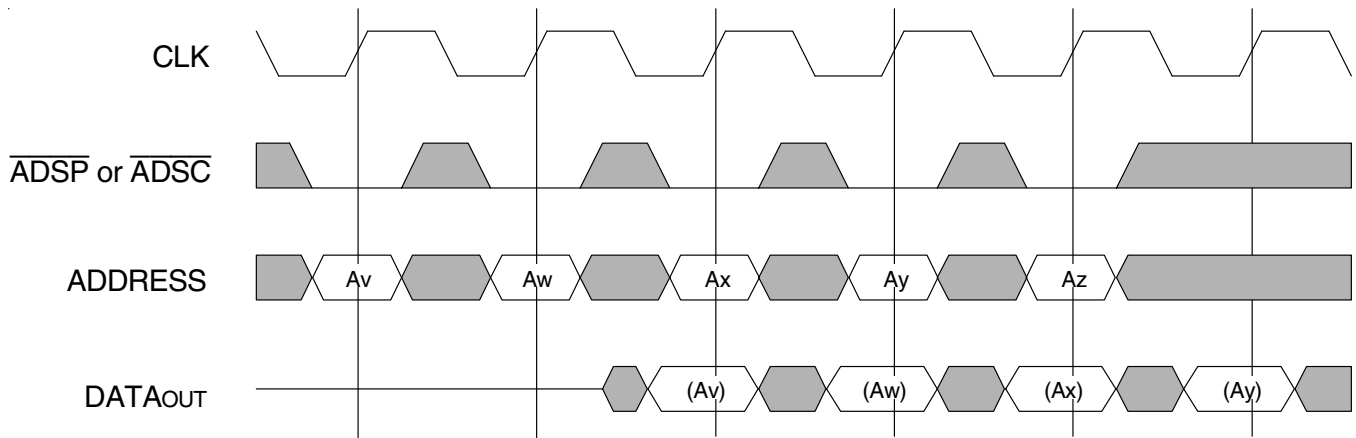 CLK
ADSP or ADSC
ADDRESS Av Aw Ax Ay Az
DATAOUT (Av) (Aw) (Ax) (Ay)